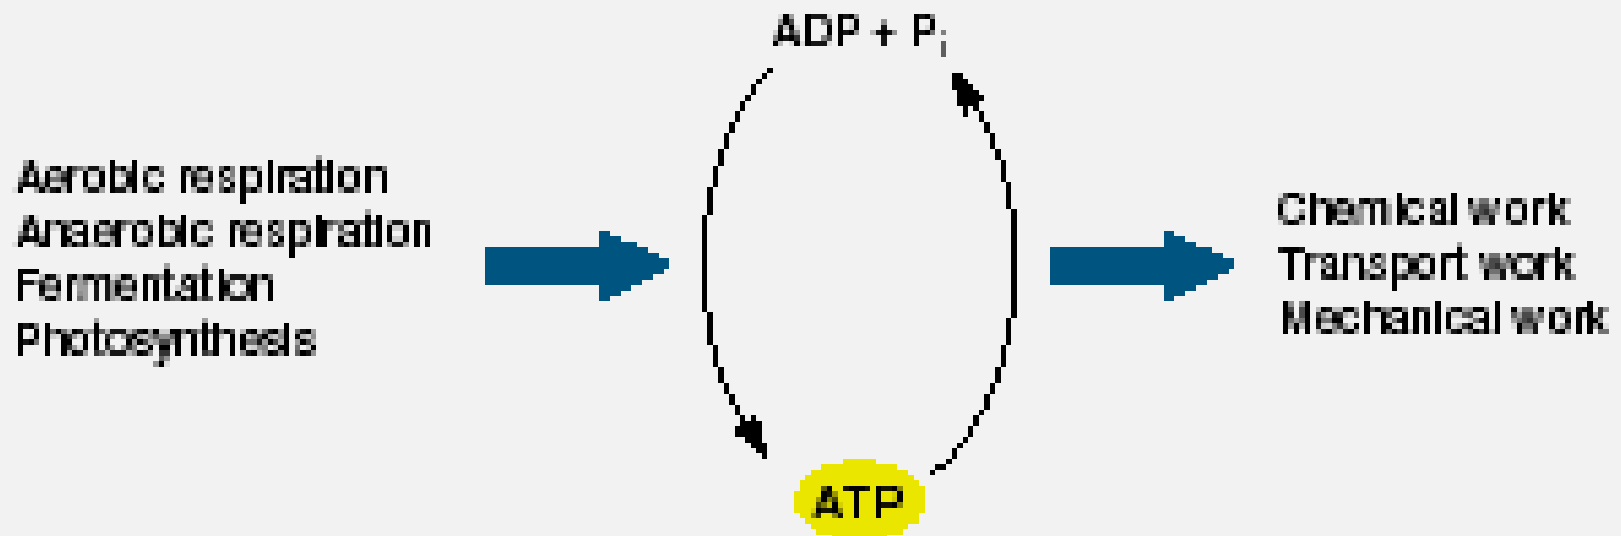 ADP + Pi
Aerobic respiration
Anaerobic respiration
Fermentation
Photosynthesis
Chemical work
Transport work
Mechanical work
ATP